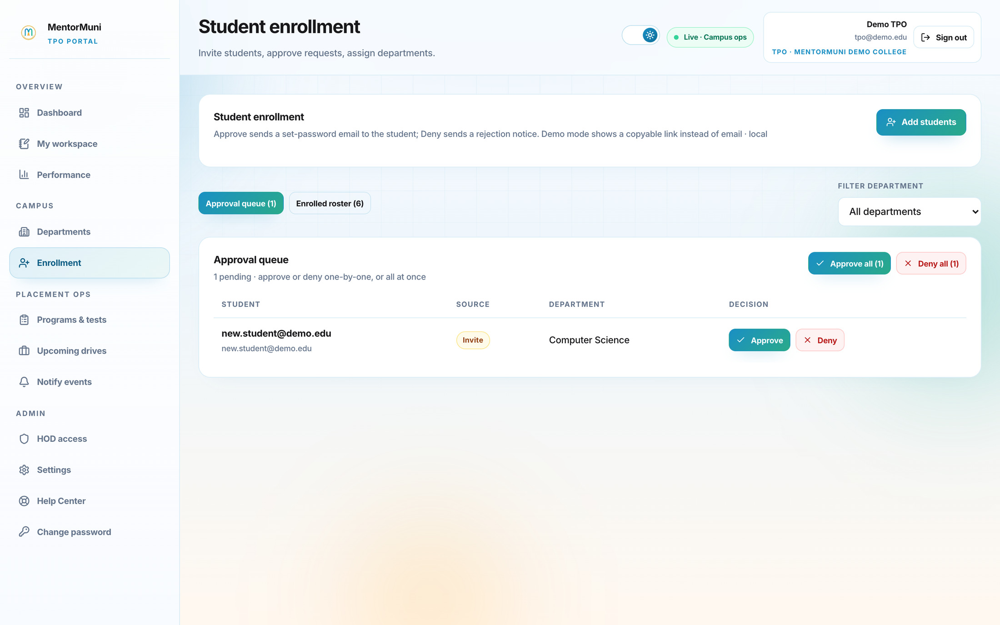 MentorMuni
TPO PORTAL
OVERVIEW
Dashboard
My workspace
Performance
CAMPUS
Departments
Enrollment
PLACEMENT OPS
Programs & tests
Upcoming drives
Notify events
ADMIN
HOD access
Settings
Help Center
Change password
Student enrollment
Invite students, approve requests, assign departments.
Live · Campus ops
Demo TPO
tpo@demo.edu
TPO · MENTORMUNI DEMO COLLEGE
Sign out
Student enrollment
Approve sends a set-password email to the student; Deny sends a rejection notice. Demo mode shows a copyable link instead of email · local
Add students
Approval queue (1)
Enrolled roster (6)
FILTER DEPARTMENT
All departments
Approval queue
1 pending · approve or deny one-by-one, or all at once
Approve all (1)
Deny all (1)
STUDENT SOURCE DEPARTMENT DECISION
new.student@demo.edu
new.student@demo.edu
Invite
Computer Science
Approve
Deny